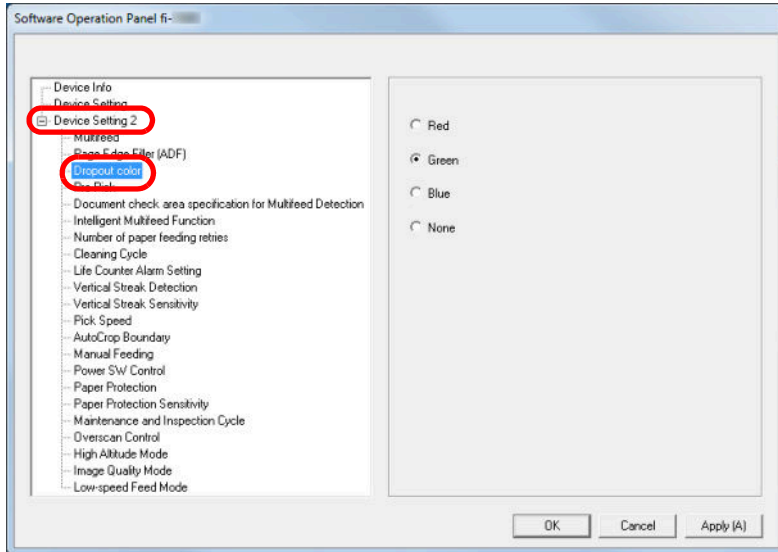 Software Operation Panel fi-
Device Info
Device Setting
Device Setting 2
Multifeed
Page Edge Filler (ADF)
Dropout color
Pre-Pick
Document check area specification for Multifeed Detection
Intelligent Multifeed Function
Number of paper feeding retries
Cleaning Cycle
Life Counter Alarm Setting
Vertical Streak Detection
Vertical Streak Sensitivity
Pick Speed
AutoCrop Boundary
Manual Feeding
Power SW Control
Paper Protection
Paper Protection Sensitivity
Maintenance and Inspection Cycle
Overscan Control
High Altitude Mode
Image Quality Mode
Low-speed Feed Mode
Red
Green
Blue
None
OK
Cancel
Apply (A)